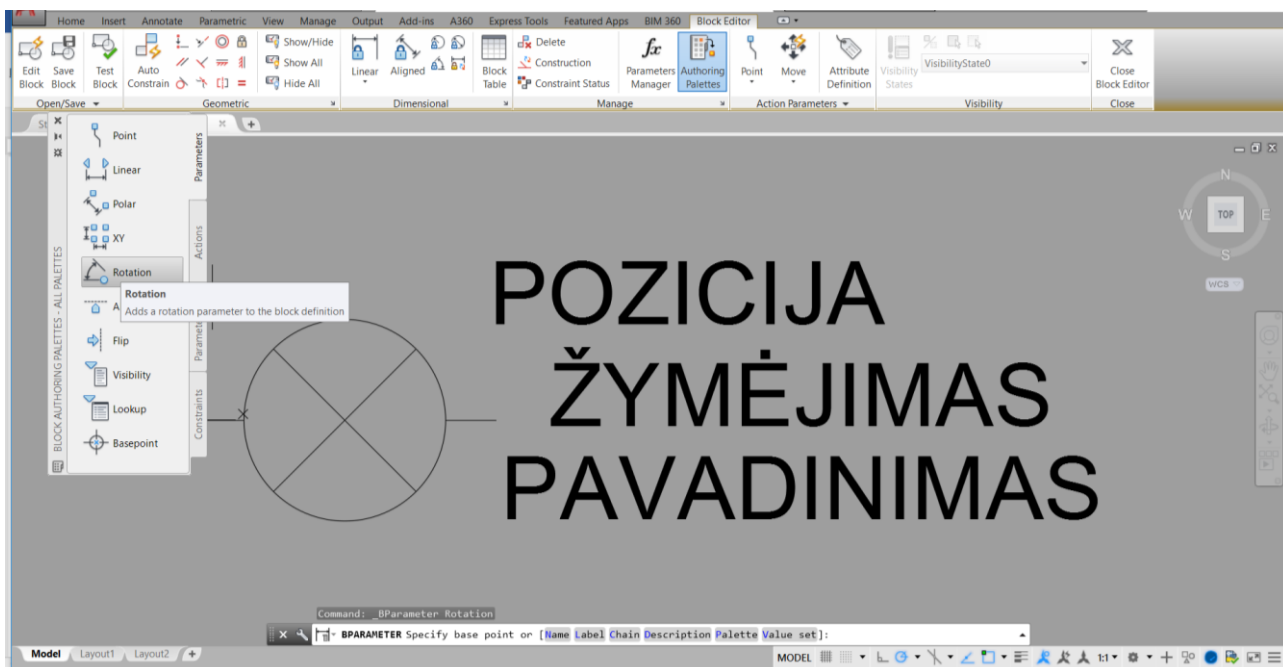 Home Insert Annotate Parametric View Manage Output Add-ins A360 Express Tools Featured Apps BIM 360 Block Editor
Edit Block
Save Block
Test Block
Auto Constrain
Show/Hide
Show All
Hide All
Linear
Aligned
Block Table
Delete
Construction
Constraint Status
Parameters Manager
Authoring Palettes
Point
Move
Attribute Definition
Visibility States
VisibilityState0
Close Block Editor
Open/Save Geometric Dimensional Manage Action Parameters Visibility Close
Point
Linear
Polar
XY
Rotation
Rotation
Adds a rotation parameter to the block definition
A
Flip
Visibility
Lookup
Basepoint
Parameters
Actions
Constraints
BLOCK AUTHORING PALETTES - ALL PALETTES
POZICIJA
ŽYMĖJIMAS
PAVADINIMAS
N
W TOP E
S
WCS
Command: _BParameter Rotation
BPARAMETER Specify base point or [Name Label Chain Description Palette Value set]:
Model Layout1 Layout2 +
MODEL 1:1